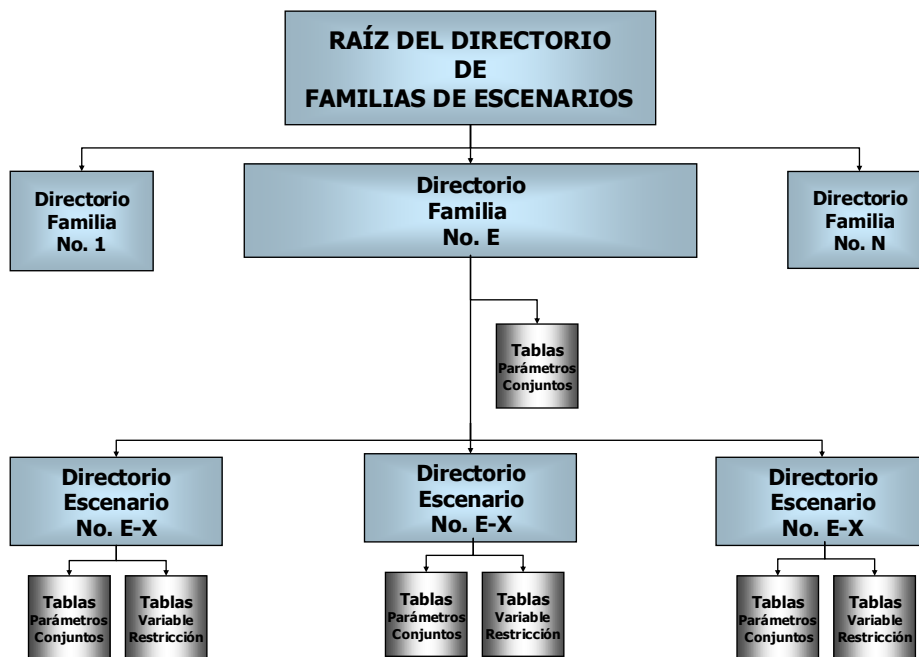 RAÍZ DEL DIRECTORIO
DE
FAMILIAS DE ESCENARIOS
Directorio
Familia
No. 1
Directorio
Familia
No. E
Directorio
Familia
No. N
Tablas
Parámetros
Conjuntos
Directorio
Escenario
No. E-X
Directorio
Escenario
No. E-X
Directorio
Escenario
No. E-X
Tablas
Parámetros
Conjuntos
Tablas
Variable
Restricción
Tablas
Parámetros
Conjuntos
Tablas
Variable
Restricción
Tablas
Parámetros
Conjuntos
Tablas
Variable
Restricción